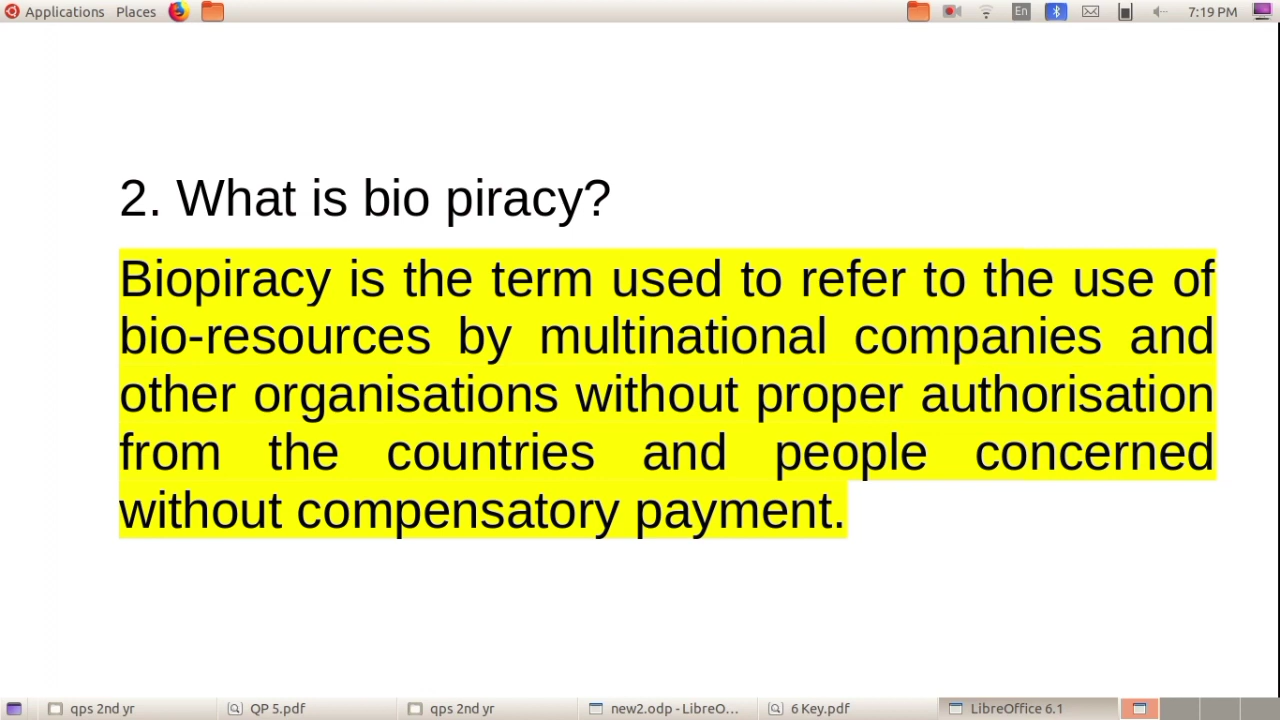 Applications Places En 7:19 PM
2. What is bio piracy?
Biopiracy is the term used to refer to the use of
bio-resources by multinational companies and
other organisations without proper authorisation
from the countries and people concerned
without compensatory payment.
qps 2nd yr QP 5.pdf qps 2nd yr new2.odp - LibreO... 6 Key.pdf LibreOffice 6.1